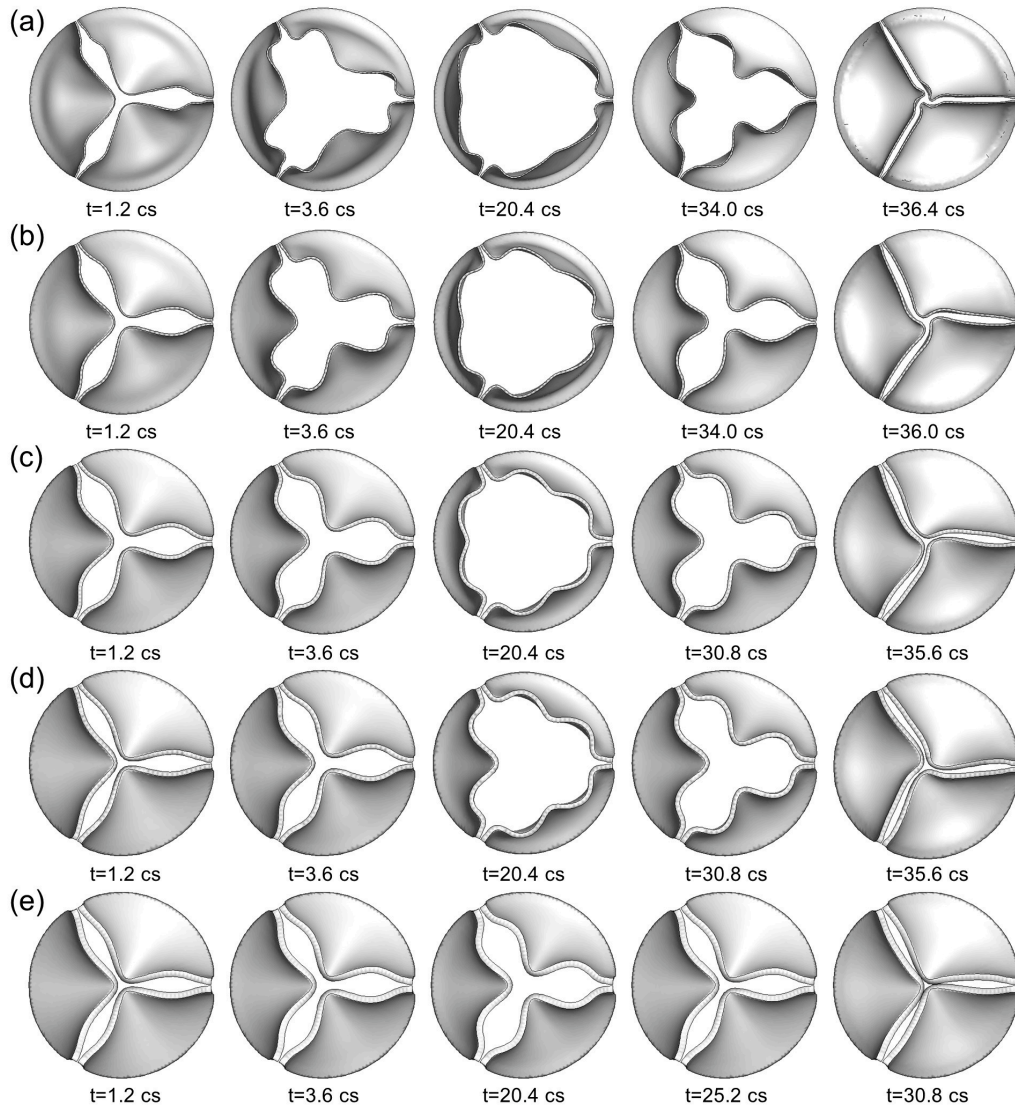 (a)
t=1.2 cs t=3.6 cs t=20.4 cs t=34.0 cs t=36.4 cs
(b)
t=1.2 cs t=3.6 cs t=20.4 cs t=34.0 cs t=36.0 cs
(c)
t=1.2 cs t=3.6 cs t=20.4 cs t=30.8 cs t=35.6 cs
(d)
t=1.2 cs t=3.6 cs t=20.4 cs t=30.8 cs t=35.6 cs
(e)
t=1.2 cs t=3.6 cs t=20.4 cs t=25.2 cs t=30.8 cs